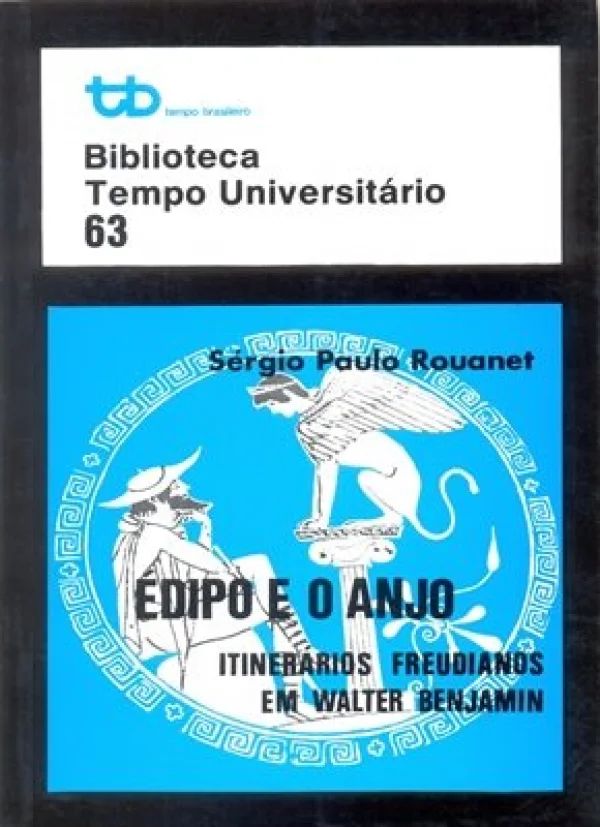 tb tempo brasileiro
Biblioteca
Tempo Universitário
63
Sérgio Paulo Rouanet
ÉDIPO E O ANJO
ITINERÁRIOS FREUDIANOS
EM WALTER BENJAMIN